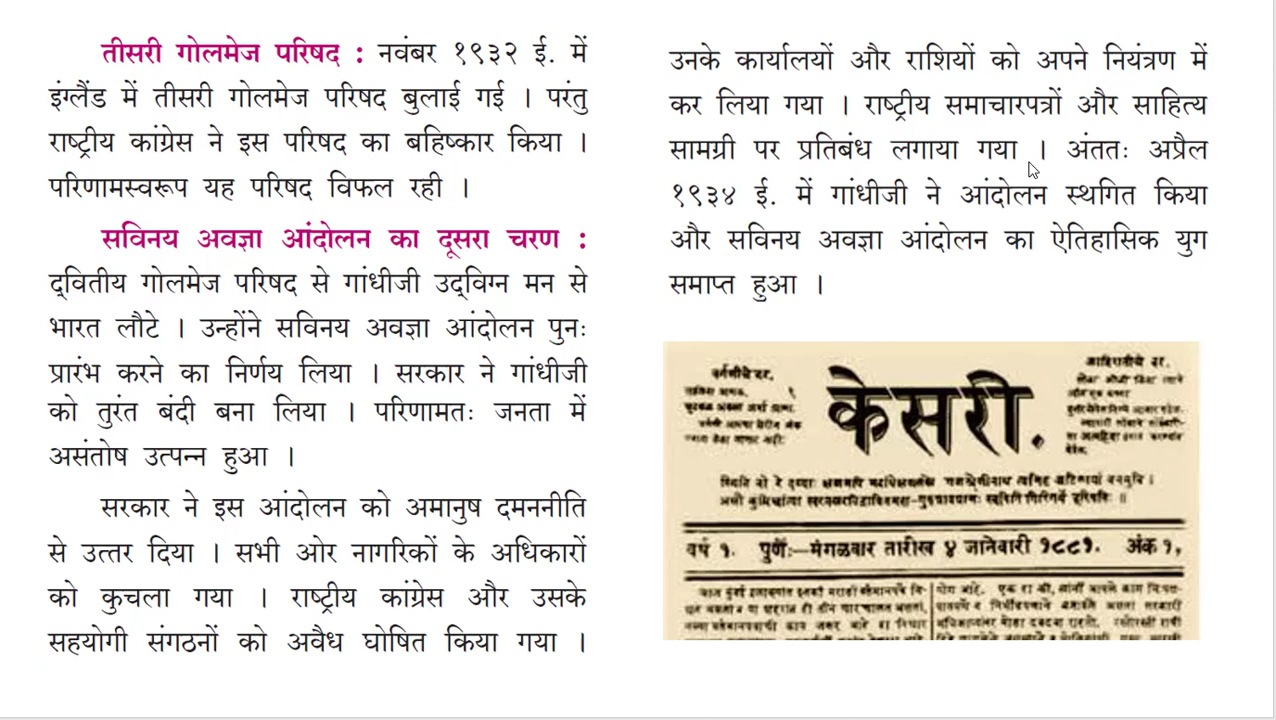 तीसरी गोलमेज परिषद : नवंबर १९३२ ई. में
इंग्लैंड में तीसरी गोलमेज परिषद बुलाई गई । परंतु
राष्ट्रीय कांग्रेस ने इस परिषद का बहिष्कार किया ।
परिणामस्वरूप यह परिषद विफल रही ।
सविनय अवज्ञा आंदोलन का दूसरा चरण :
द्‌वितीय गोलमेज परिषद से गांधीजी उद्‌विग्न मन से
भारत लौटे । उन्होंने सविनय अवज्ञा आंदोलन पुनः
प्रारंभ करने का निर्णय लिया । सरकार ने गांधीजी
को तुरंत बंदी बना लिया । परिणामतः जनता में
असंतोष उत्पन्न हुआ ।
सरकार ने इस आंदोलन को अमानुष दमननीति
से उत्तर दिया । सभी ओर नागरिकों के अधिकारों
को कुचला गया । राष्ट्रीय कांग्रेस और उसके
सहयोगी संगठनों को अवैध घोषित किया गया ।
उनके कार्यालयों और राशियों को अपने नियंत्रण में
कर लिया गया । राष्ट्रीय समाचारपत्रों और साहित्य
सामग्री पर प्रतिबंध लगाया गया । अंततः अप्रैल
१९३४ ई. में गांधीजी ने आंदोलन स्थगित किया
और सविनय अवज्ञा आंदोलन का ऐतिहासिक युग
समाप्त हुआ ।
केसरी.
वर्ष १. पुणें:—मंगळवार तारीख ४ जानेवारी १८८१. अंक १,